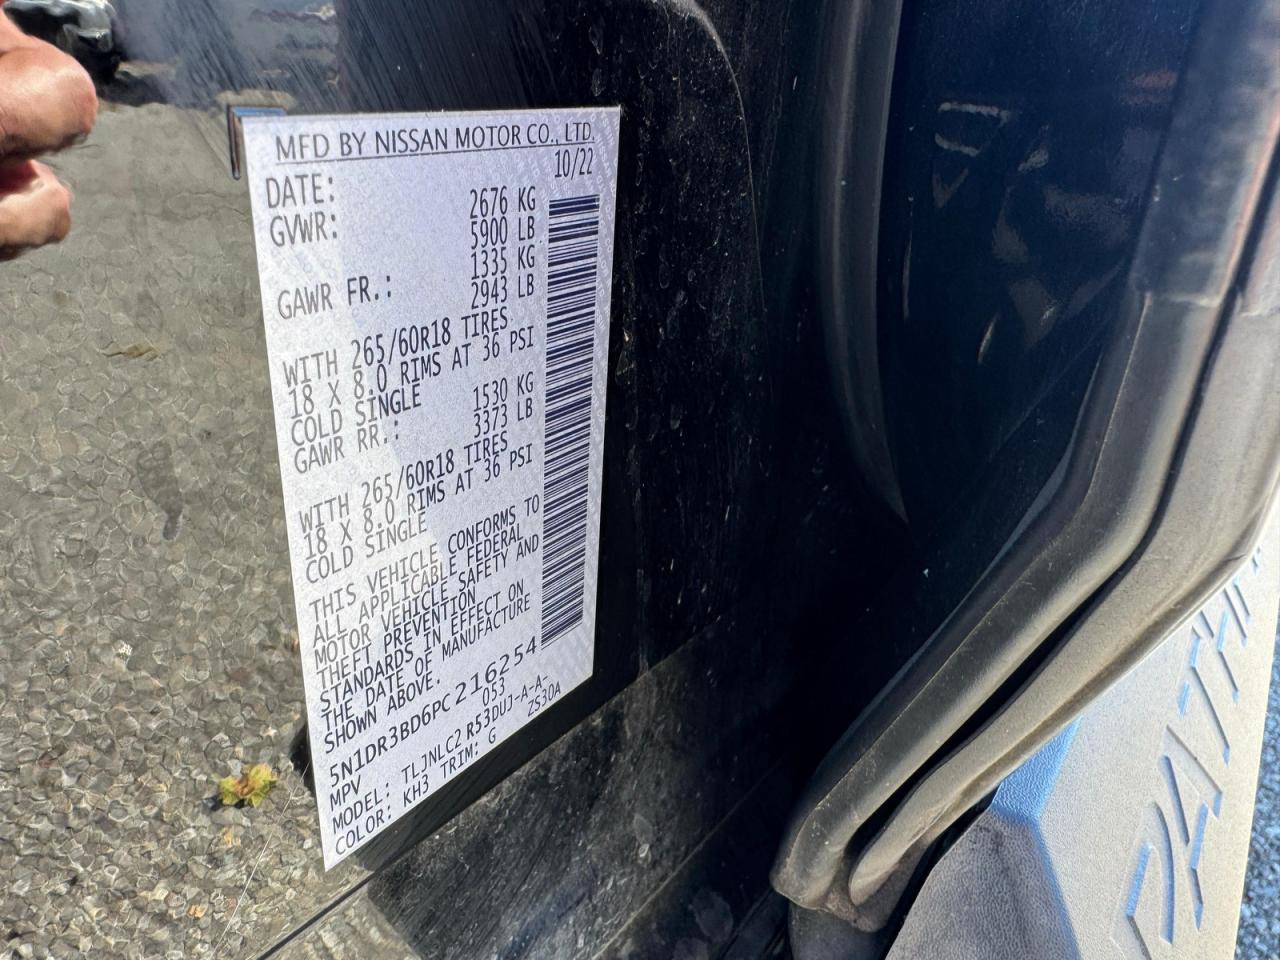 MFD BY NISSAN MOTOR CO., LTD.
DATE: 10/22
GVWR: 2676 KG
5900 LB
GAWR FR.: 1335 KG
2943 LB
WITH 265/60R18 TIRES
18 X 8.0 RIMS AT 36 PSI
COLD SINGLE
GAWR RR.: 1530 KG
3373 LB
WITH 265/60R18 TIRES
18 X 8.0 RIMS AT 36 PSI
COLD SINGLE
THIS VEHICLE CONFORMS TO
ALL APPLICABLE FEDERAL
MOTOR VEHICLE SAFETY AND
THEFT PREVENTION
STANDARDS IN EFFECT ON
THE DATE OF MANUFACTURE
SHOWN ABOVE.
5N1DR3BD6PC216254
MPV 053
MODEL: TLJNLC2 R53DUJ-A-A-
COLOR: KH3 TRIM: G ZS30A